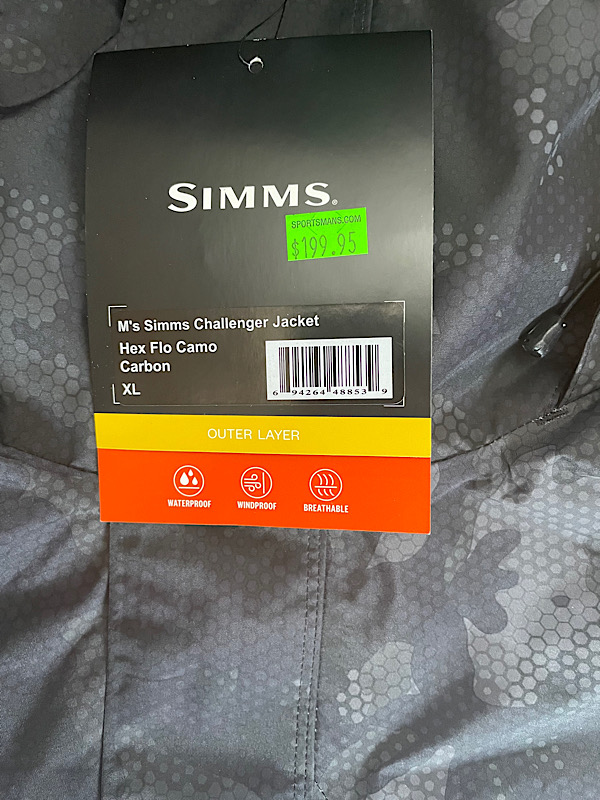 SIMMS.
SPORTSMANS.COM
$199.95
M's Simms Challenger Jacket
Hex Flo Camo
Carbon
XL
6 94264 48853 9
OUTER LAYER
WATERPROOF WINDPROOF BREATHABLE